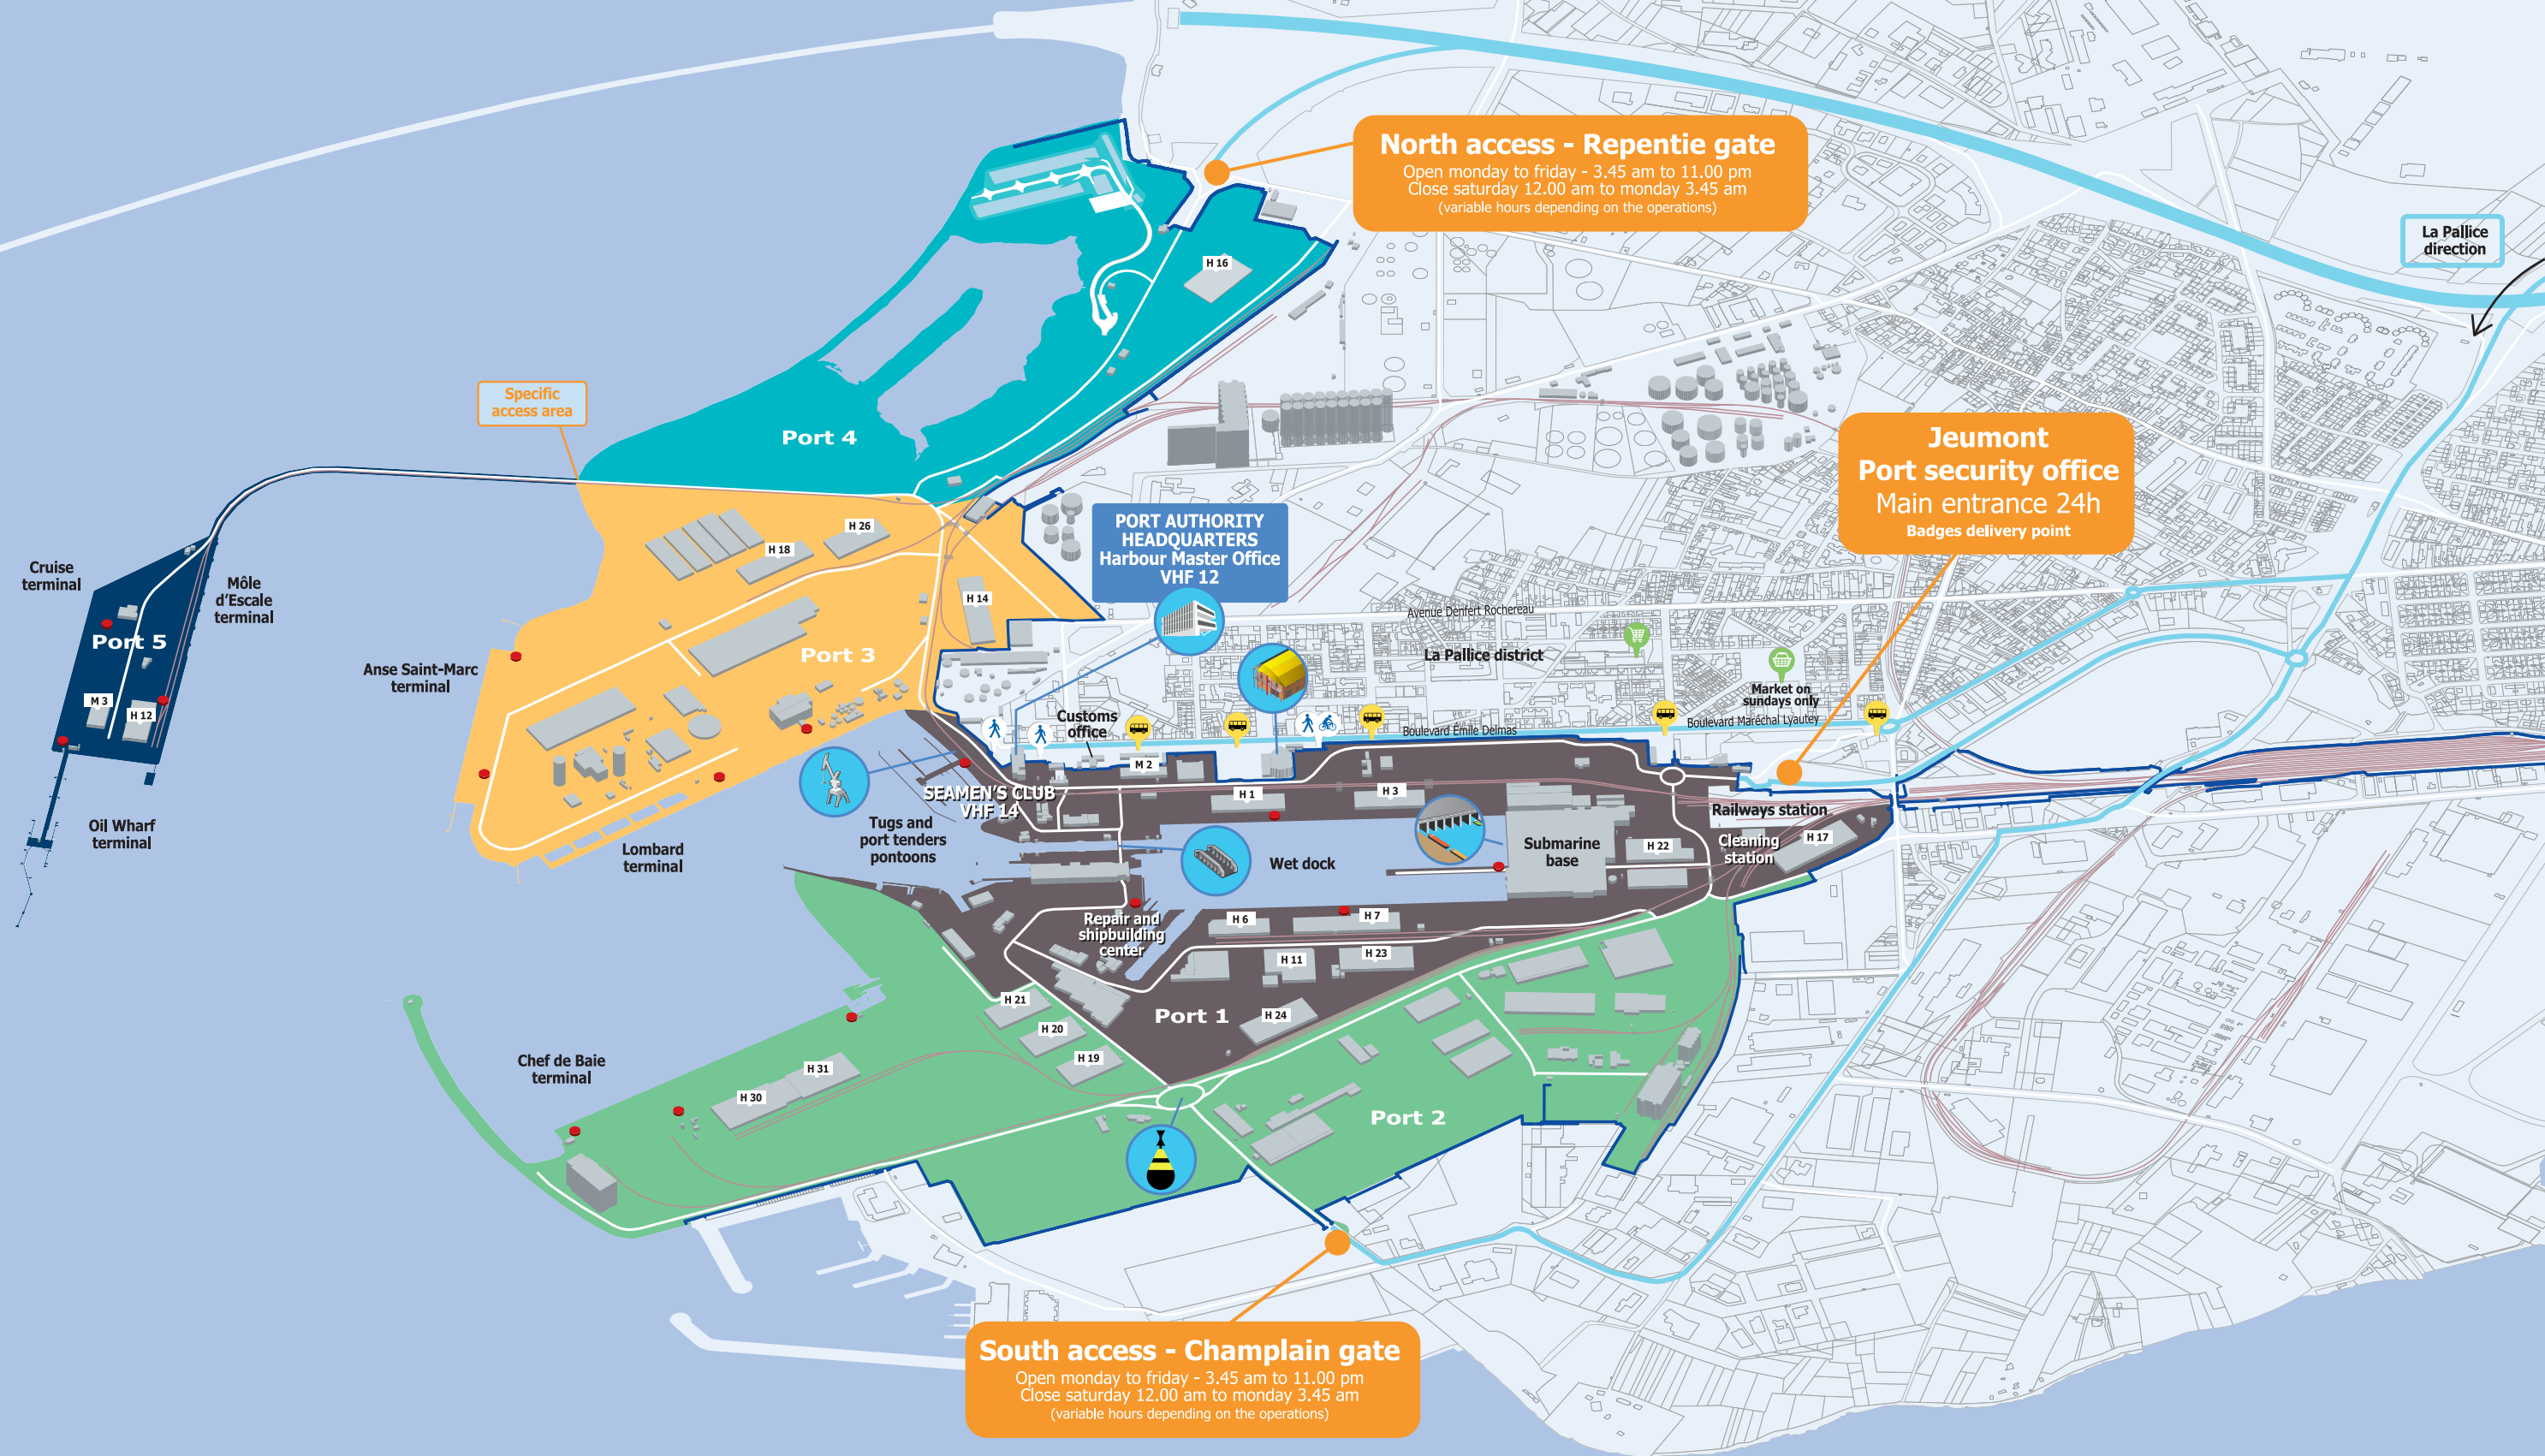 North access - Repentie gate
Open monday to friday - 3.45 am to 11.00 pm
Close saturday 12.00 am to monday 3.45 am
(variable hours depending on the operations)
La Pallice
direction
H 16
Specific
access area
Port 4
Jeumont
Port security office
Main entrance 24h
Badges delivery point
PORT AUTHORITY
HEADQUARTERS
Harbour Master Office
VHF 12
H 26
H 18
H 14
Cruise
terminal
Môle
d'Escale
terminal
Port 5
M 3
H 12
Anse Saint-Marc
terminal
Port 3
Avenue Denfert Rochereau
La Pallice district
Market on
sundays only
Boulevard Maréchal Lyautey
Boulevard Émile Delmas
Customs
office
M 2
SEAMEN'S CLUB
VHF 14
H 1
H 3
Railways station
Oil Wharf
terminal
Lombard
terminal
Tugs and
port tenders
pontoons
Wet dock
Submarine
base
H 22
Cleaning
station
H 17
Repair and
shipbuilding
center
H 6
H 7
H 11
H 23
H 21
H 20
H 19
Port 1
H 24
Chef de Baie
terminal
H 31
H 30
Port 2
South access - Champlain gate
Open monday to friday - 3.45 am to 11.00 pm
Close saturday 12.00 am to monday 3.45 am
(variable hours depending on the operations)